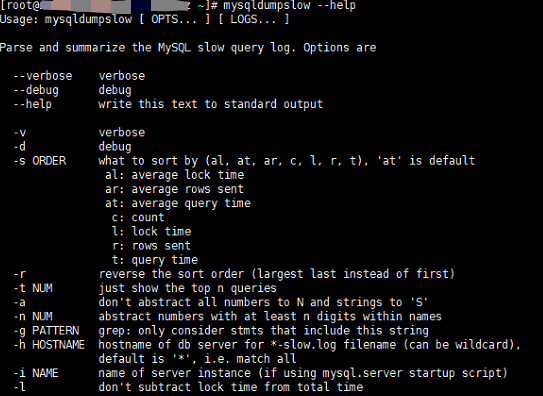 [root@ ~]# mysqldumpslow --help
Usage: mysqldumpslow [ OPTS... ] [ LOGS... ]
Parse and summarize the MySQL slow query log. Options are
--verbose    verbose
--debug      debug
--help       write this text to standard output
-v           verbose
-d           debug
-s ORDER     what to sort by (al, at, ar, c, l, r, t), 'at' is default
al: average lock time
ar: average rows sent
at: average query time
c: count
l: lock time
r: rows sent
t: query time
-r           reverse the sort order (largest last instead of first)
-t NUM       just show the top n queries
-a           don't abstract all numbers to N and strings to 'S'
-n NUM       abstract numbers with at least n digits within names
-g PATTERN   grep: only consider stmts that include this string
-h HOSTNAME  hostname of db server for *-slow.log filename (can be wildcard),
default is '*', i.e. match all
-i NAME      name of server instance (if using mysql.server startup script)
-l           don't subtract lock time from total time